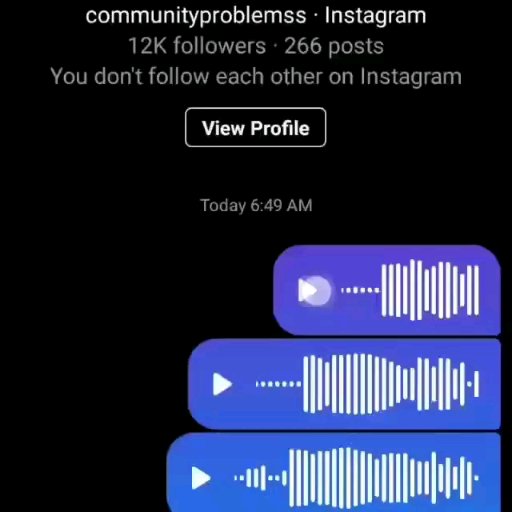 communityproblemss · Instagram
12K followers · 266 posts
You don't follow each other on Instagram
View Profile
Today 6:49 AM